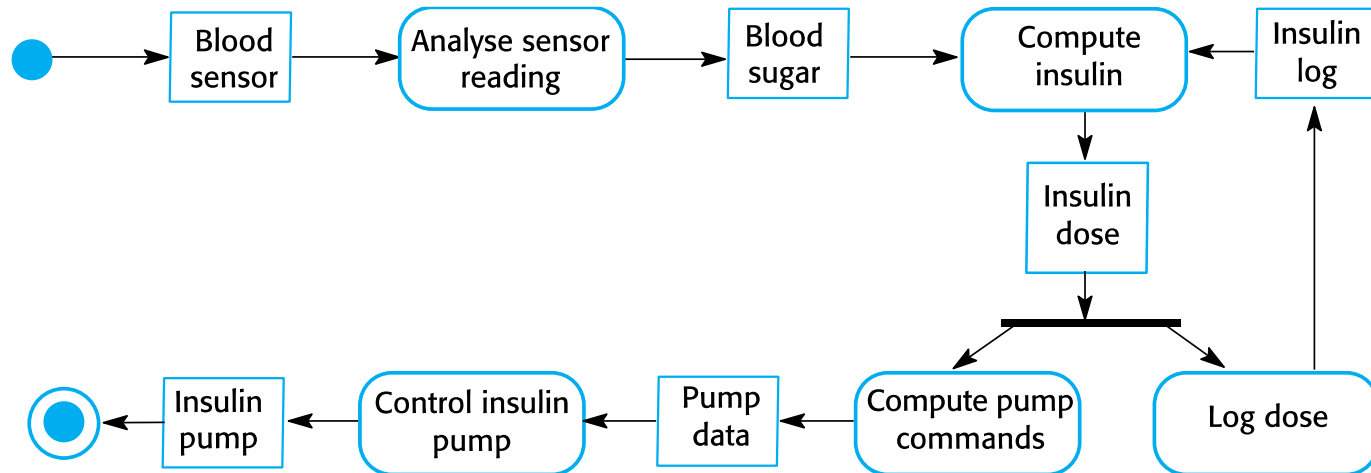 Blood
sensor
Analyse sensor
reading
Blood
sugar
Compute
insulin
Insulin
log
Insulin
dose
Insulin
pump
Control insulin
pump
Pump
data
Compute pump
commands
Log dose